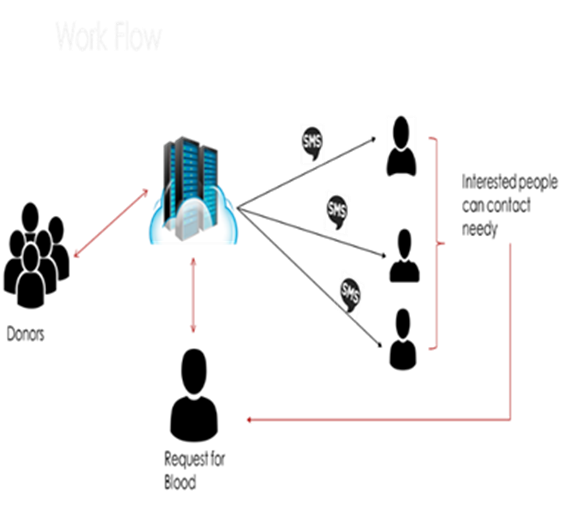 Work Flow
SMS
SMS
SMS
Interested people
can contact
needy
Donors
Request for
Blood